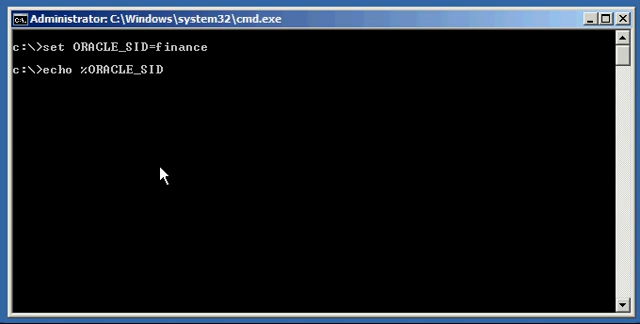 Administrator: C:\Windows\system32\cmd.exe
c:\>set ORACLE_SID=finance
c:\>echo %ORACLE_SID